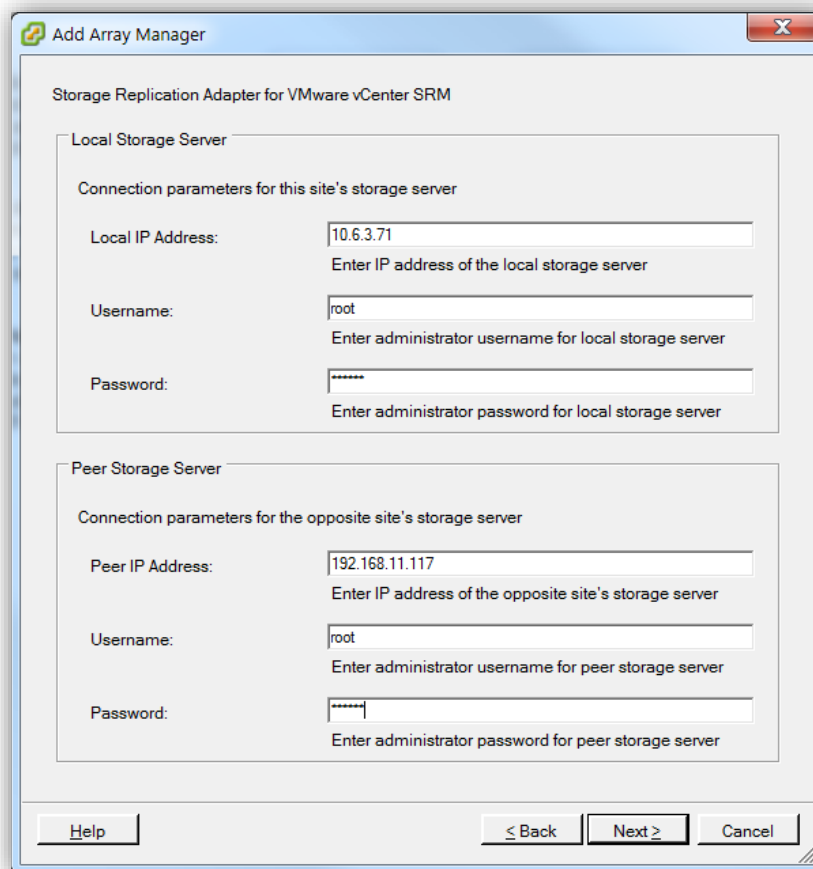 Add Array Manager
Storage Replication Adapter for VMware vCenter SRM
Local Storage Server
Connection parameters for this site's storage server
Local IP Address:
10.6.3.71
Enter IP address of the local storage server
Username:
root
Enter administrator username for local storage server
Password:
******
Enter administrator password for local storage server
Peer Storage Server
Connection parameters for the opposite site's storage server
Peer IP Address:
192.168.11.117
Enter IP address of the opposite site's storage server
Username:
root
Enter administrator username for peer storage server
Password:
******
Enter administrator password for peer storage server
Help
< Back
Next >
Cancel